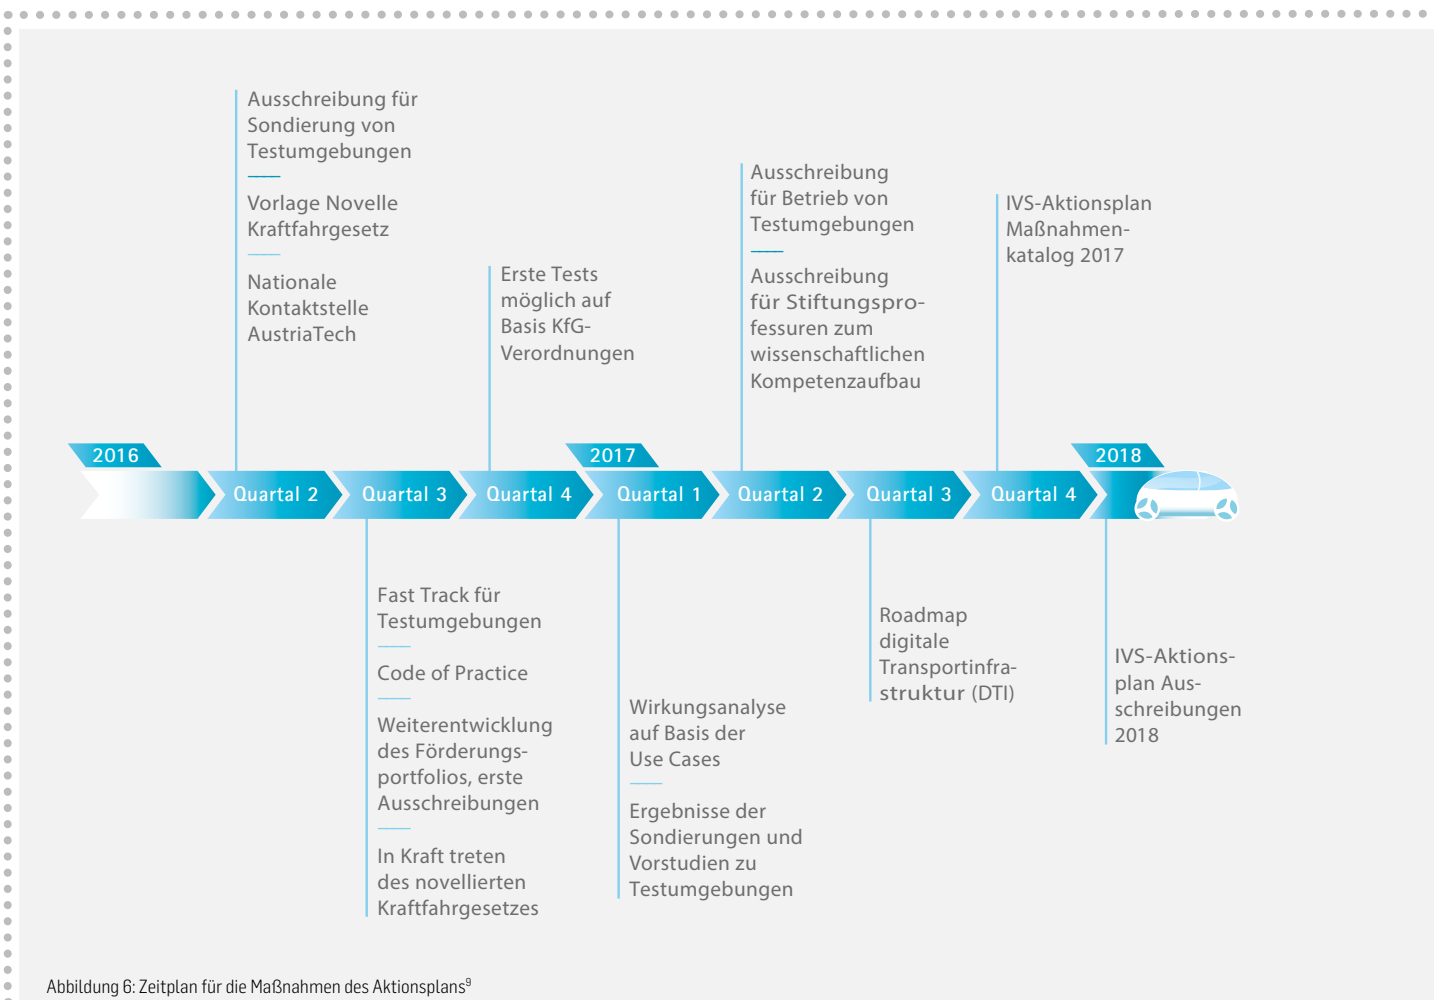 Ausschreibung für
Sondierung von
Testumgebungen
Vorlage Novelle
Kraftfahrgesetz
Nationale
Kontaktstelle
AustriaTech
Erste Tests
möglich auf
Basis KfG-
Verordnungen
Ausschreibung
für Betrieb von
Testumgebungen
Ausschreibung
für Stiftungspro-
fessuren zum
wissenschaftlichen
Kompetenzaufbau
IVS-Aktionsplan
Maßnahmen-
katalog 2017
2016
2017
2018
Quartal 2
Quartal 3
Quartal 4
Quartal 1
Quartal 2
Quartal 3
Quartal 4
Fast Track für
Testumgebungen
Code of Practice
Weiterentwicklung
des Förderungs-
portfolios, erste
Ausschreibungen
In Kraft treten
des novellierten
Kraftfahrgesetzes
Wirkungsanalyse
auf Basis der
Use Cases
Ergebnisse der
Sondierungen und
Vorstudien zu
Testumgebungen
Roadmap
digitale
Transportinfra-
struktur (DTI)
IVS-Aktions-
plan Aus-
schreibungen
2018
Abbildung 6: Zeitplan für die Maßnahmen des Aktionsplans⁹